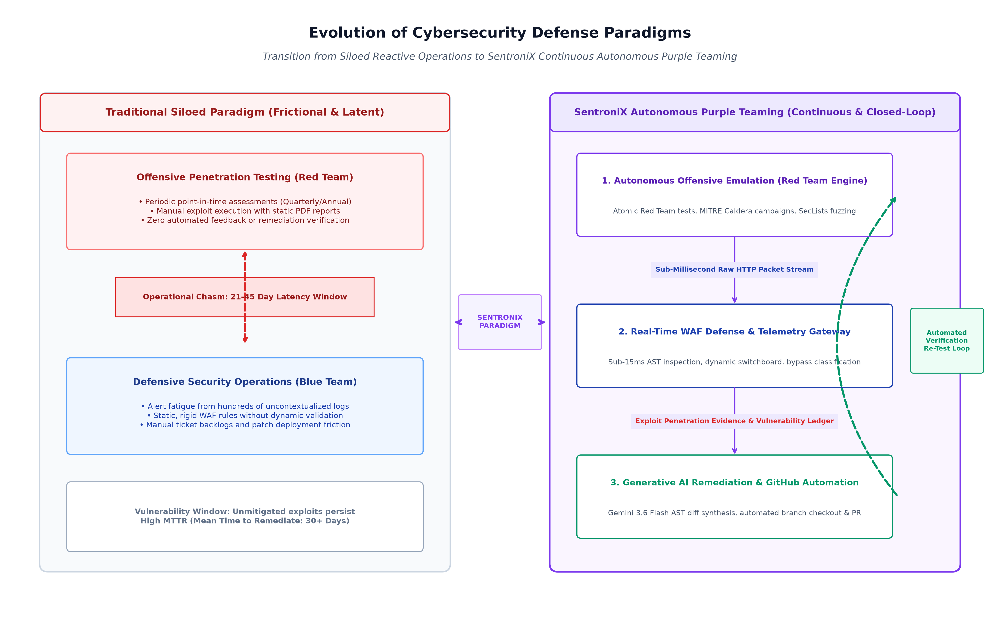 Evolution of Cybersecurity Defense Paradigms
Transition from Siloed Reactive Operations to SentroniX Continuous Autonomous Purple Teaming
Traditional Siloed Paradigm (Frictional & Latent)
Offensive Penetration Testing (Red Team)
• Periodic point-in-time assessments (Quarterly/Annual)
• Manual exploit execution with static PDF reports
• Zero automated feedback or remediation verification
Operational Chasm: 21-45 Day Latency Window
Defensive Security Operations (Blue Team)
• Alert fatigue from hundreds of uncontextualized logs
• Static, rigid WAF rules without dynamic validation
• Manual ticket backlogs and patch deployment friction
Vulnerability Window: Unmitigated exploits persist
High MTTR (Mean Time to Remediate: 30+ Days)
SENTRONIX
PARADIGM
SentroniX Autonomous Purple Teaming (Continuous & Closed-Loop)
1. Autonomous Offensive Emulation (Red Team Engine)
Atomic Red Team tests, MITRE Caldera campaigns, SecLists fuzzing
Sub-Millisecond Raw HTTP Packet Stream
2. Real-Time WAF Defense & Telemetry Gateway
Sub-15ms AST inspection, dynamic switchboard, bypass classification
Exploit Penetration Evidence & Vulnerability Ledger
3. Generative AI Remediation & GitHub Automation
Gemini 3.6 Flash AST diff synthesis, automated branch checkout & PR
Automated
Verification
Re-Test Loop